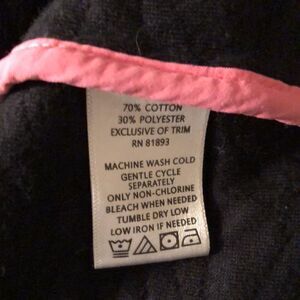 70% COTTON
30% POLYESTER
EXCLUSIVE OF TRIM
RN 81893
MACHINE WASH COLD
GENTLE CYCLE
SEPARATELY
ONLY NON-CHLORINE
BLEACH WHEN NEEDED
TUMBLE DRY LOW
LOW IRON IF NEEDED